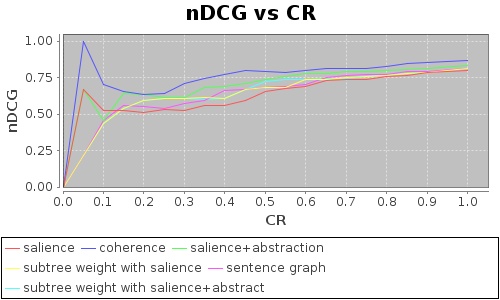 nDCG vs CR
nDCG
1.00
0.75
0.50
0.25
0.00
0.0 0.1 0.2 0.3 0.4 0.5 0.6 0.7 0.8 0.9 1.0
CR
salience coherence salience+abstraction
subtree weight with salience sentence graph
subtree weight with salience+abstract